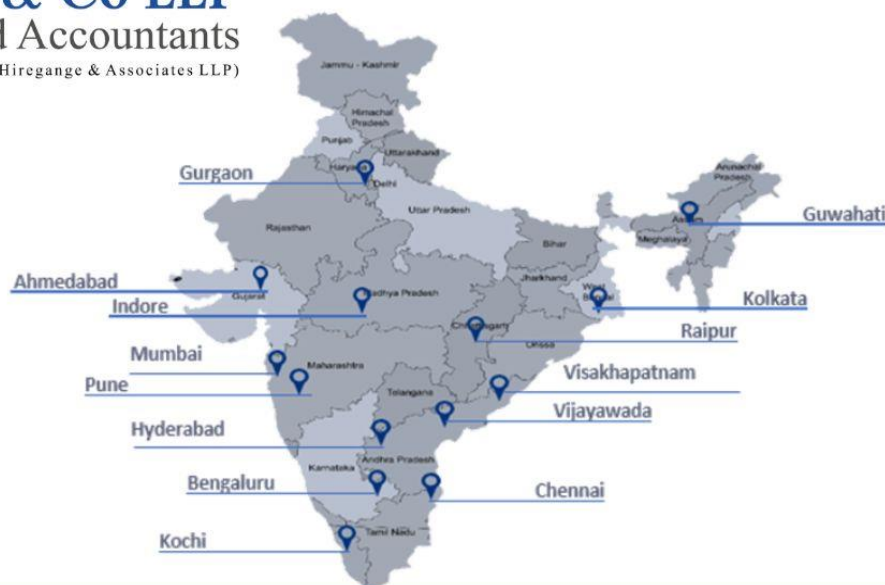 & Co LLP
d Accountants
Hiregange & Associates LLP)
Jammu - Kashmir
Himachal
Pradesh
Punjab
Uttarakhand
Haryana
Gurgaon
Delhi
Arunachal
Pradesh
Uttar Pradesh
Assam
Guwahati
Rajasthan
Bihar
Meghalaya
Ahmedabad
Jharkhand
Gujarat
Indore
Madhya Pradesh
West
Bengal
Kolkata
Chhattisgarh
Raipur
Orissa
Mumbai
Maharashtra
Pune
Visakhapatnam
Telangana
Vijayawada
Hyderabad
Andhra Pradesh
Karnataka
Bengaluru
Chennai
Tamil Nadu
Kochi